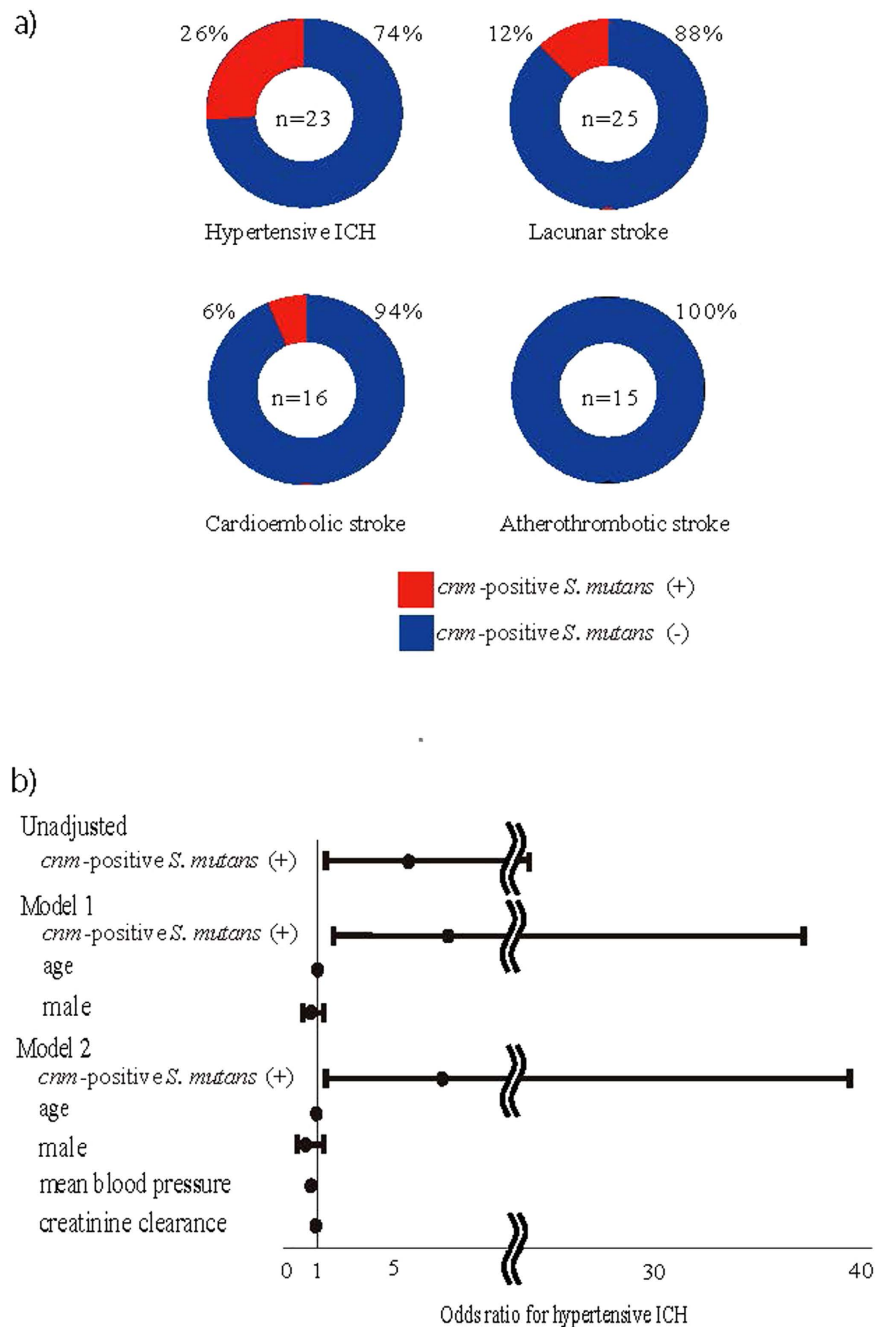 a)
26% 74% 12% 88%
n=23 n=25
Hypertensive ICH Lacunar stroke
6% 94% 100%
n=16 n=15
Cardioembolic stroke Atherothrombotic stroke
cnm-positive S. mutans (+)
cnm-positive S. mutans (-)
b)
Unadjusted
cnm-positive S. mutans (+)
Model 1
cnm-positive S. mutans (+)
age
male
Model 2
cnm-positive S. mutans (+)
age
male
mean blood pressure
creatinine clearance
0 1 5 30 40
Odds ratio for hypertensive ICH